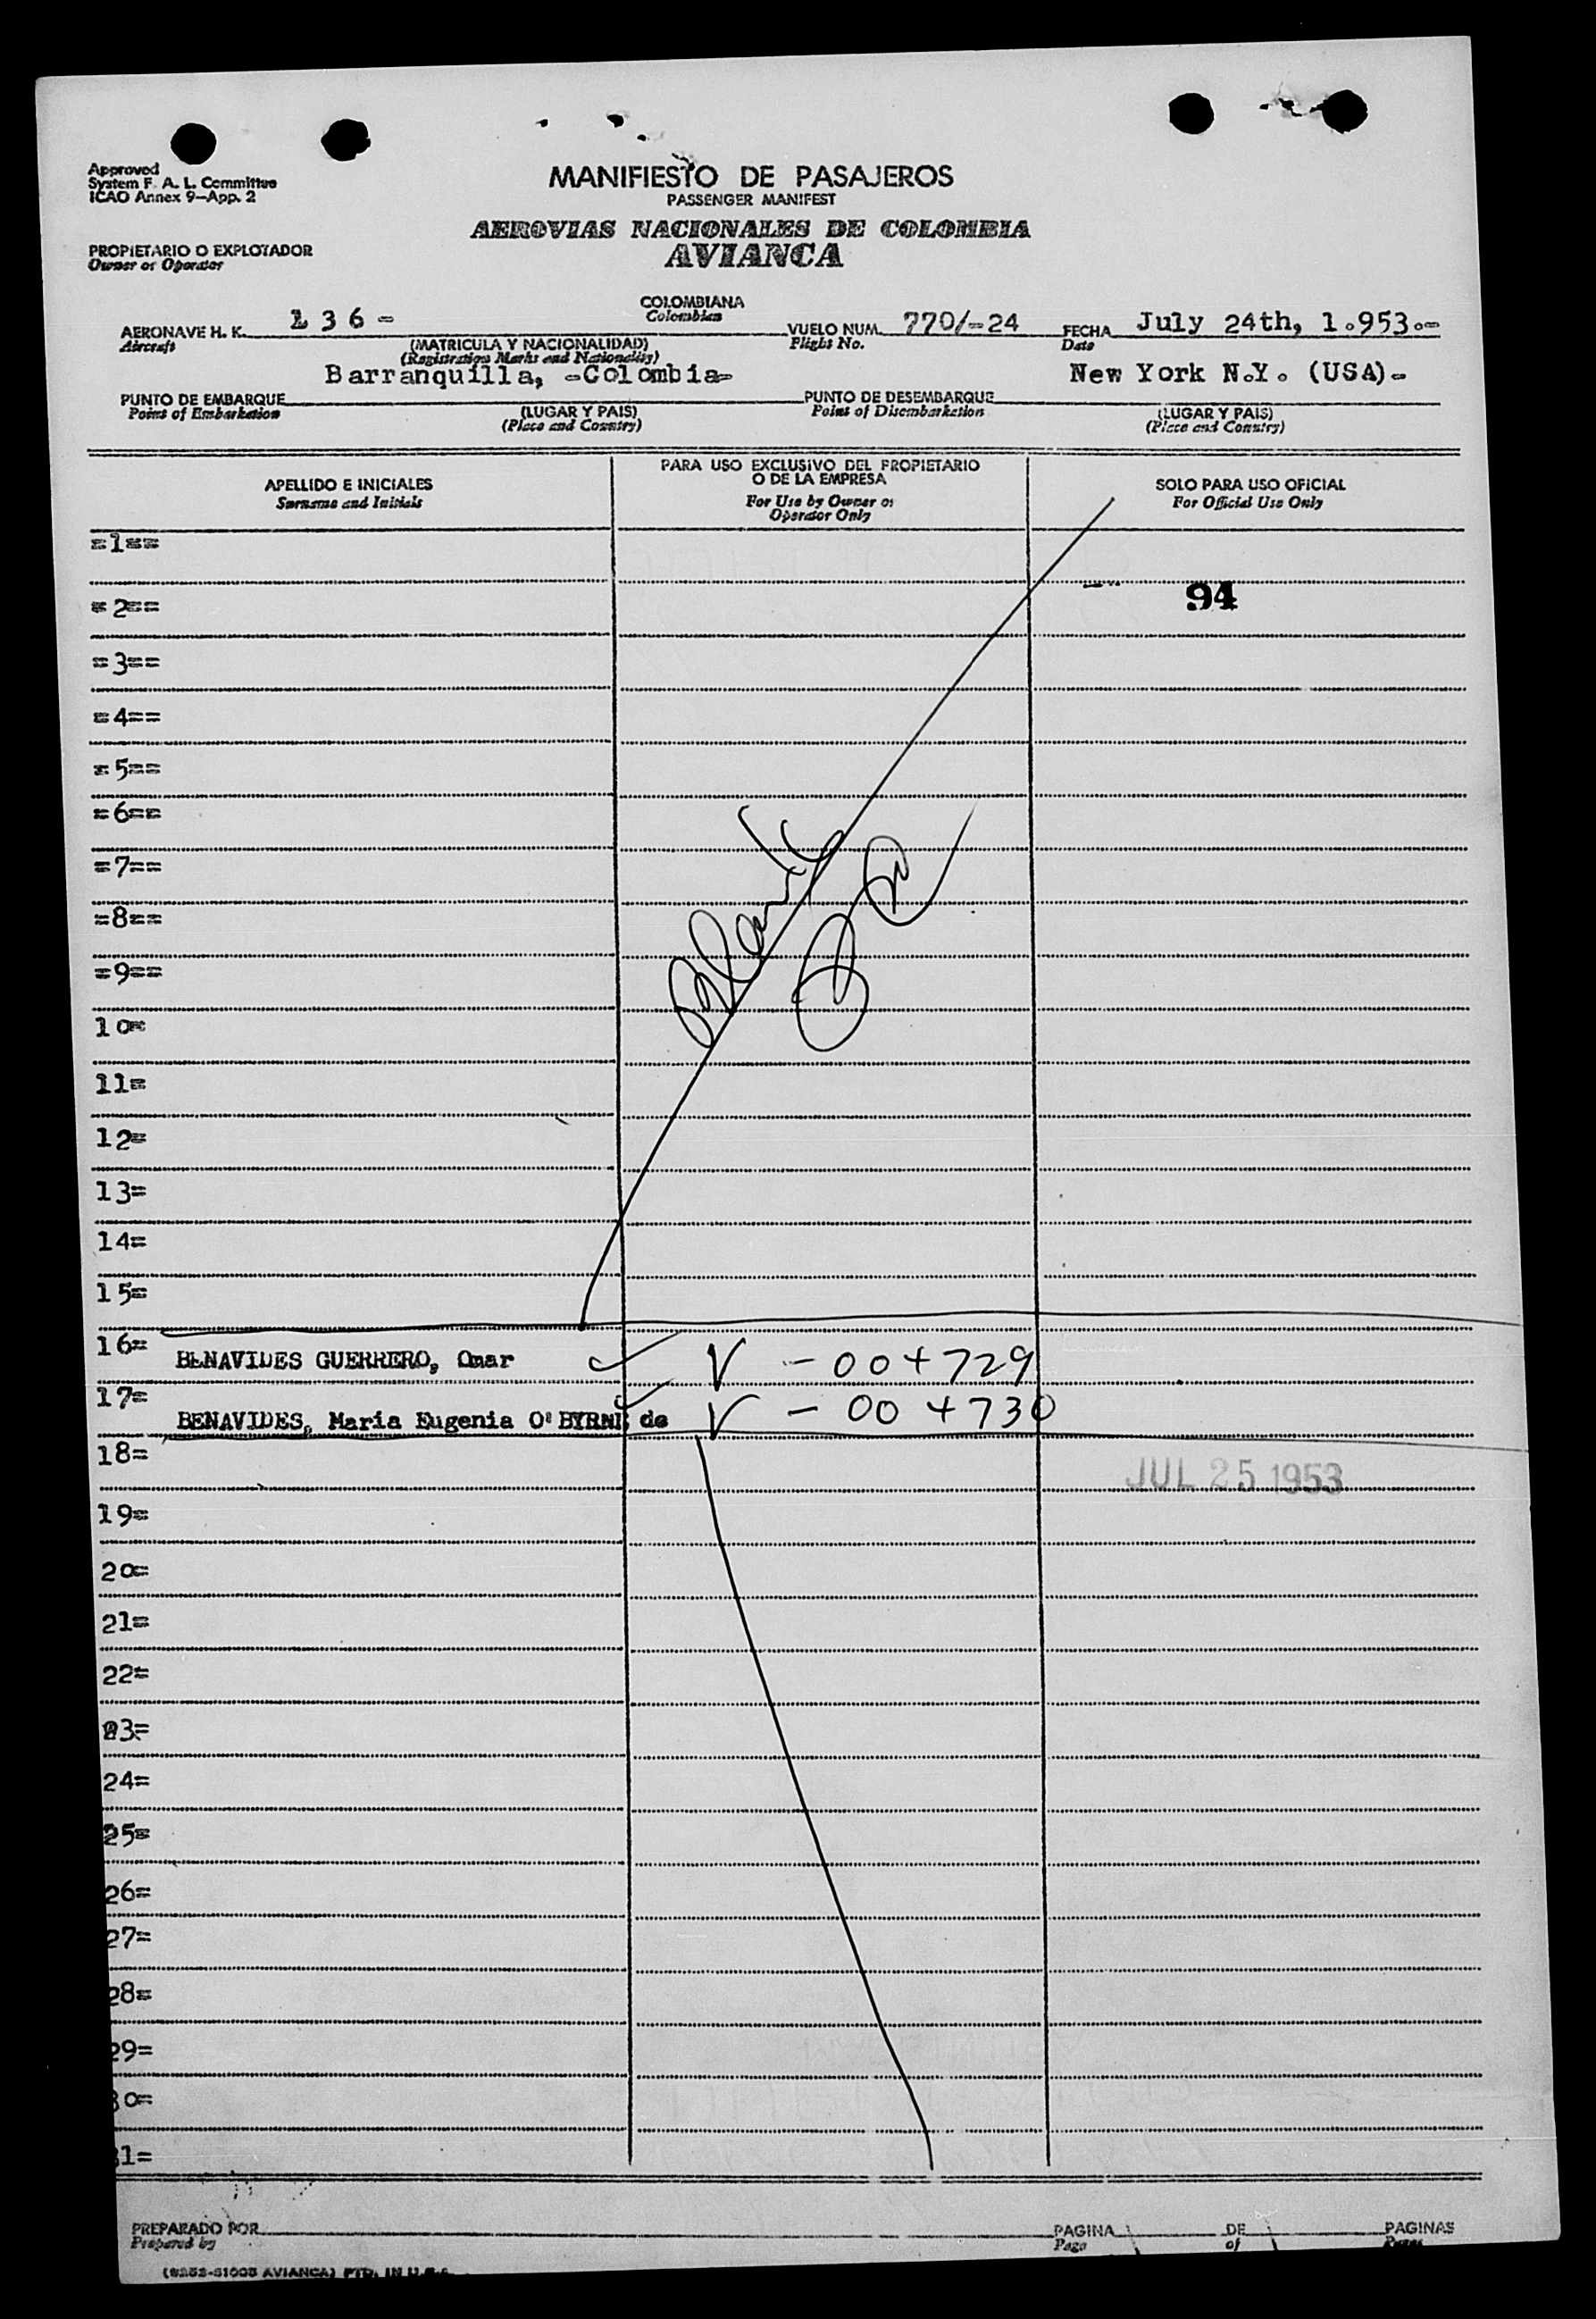 Approved
System F. A. L. Committee
ICAO Annex 9—App. 2
MANIFIESTO DE PASAJEROS
PASSENGER MANIFEST
AEROVIAS NACIONALES DE COLOMBIA
AVIANCA
PROPIETARIO O EXPLOTADOR
Owner or Operator
COLOMBIANA
Colombian
AERONAVE H. K. 136- VUELO NUM. 770/-24 FECHA July 24th, 1.953.-
Aircraft (MATRICULA Y NACIONALIDAD) Flight No. Date
(Registration Marks and Nationality)
Barranquilla, -Colombia- New York N.Y. (USA)-
PUNTO DE EMBARQUE PUNTO DE DESEMBARQUE
Point of Embarkation (LUGAR Y PAIS) Point of Disembarkation (LUGAR Y PAIS)
(Place and Country) (Place and Country)
APELLIDO E INICIALES
Surname and Initials
PARA USO EXCLUSIVO DEL PROPIETARIO
O DE LA EMPRESA
For Use by Owner or
Operator Only
SOLO PARA USO OFICIAL
For Official Use Only
=1==
94
=2==
=3==
=4==
=5==
=6==
=7==
=8==
=9==
Blank
10=
11=
12=
13=
14=
15=
16= BENAVIDES GUERRERO, Omar V - 004729
17= BENAVIDES, Maria Eugenia O'BYRNE de V - 004730
18=
JUL 25 1953
19=
20=
21=
22=
23=
24=
25=
26=
27=
28=
29=
30=
31=
PREPARADO POR PAGINA DE PAGINAS
Prepared by Page of Pages